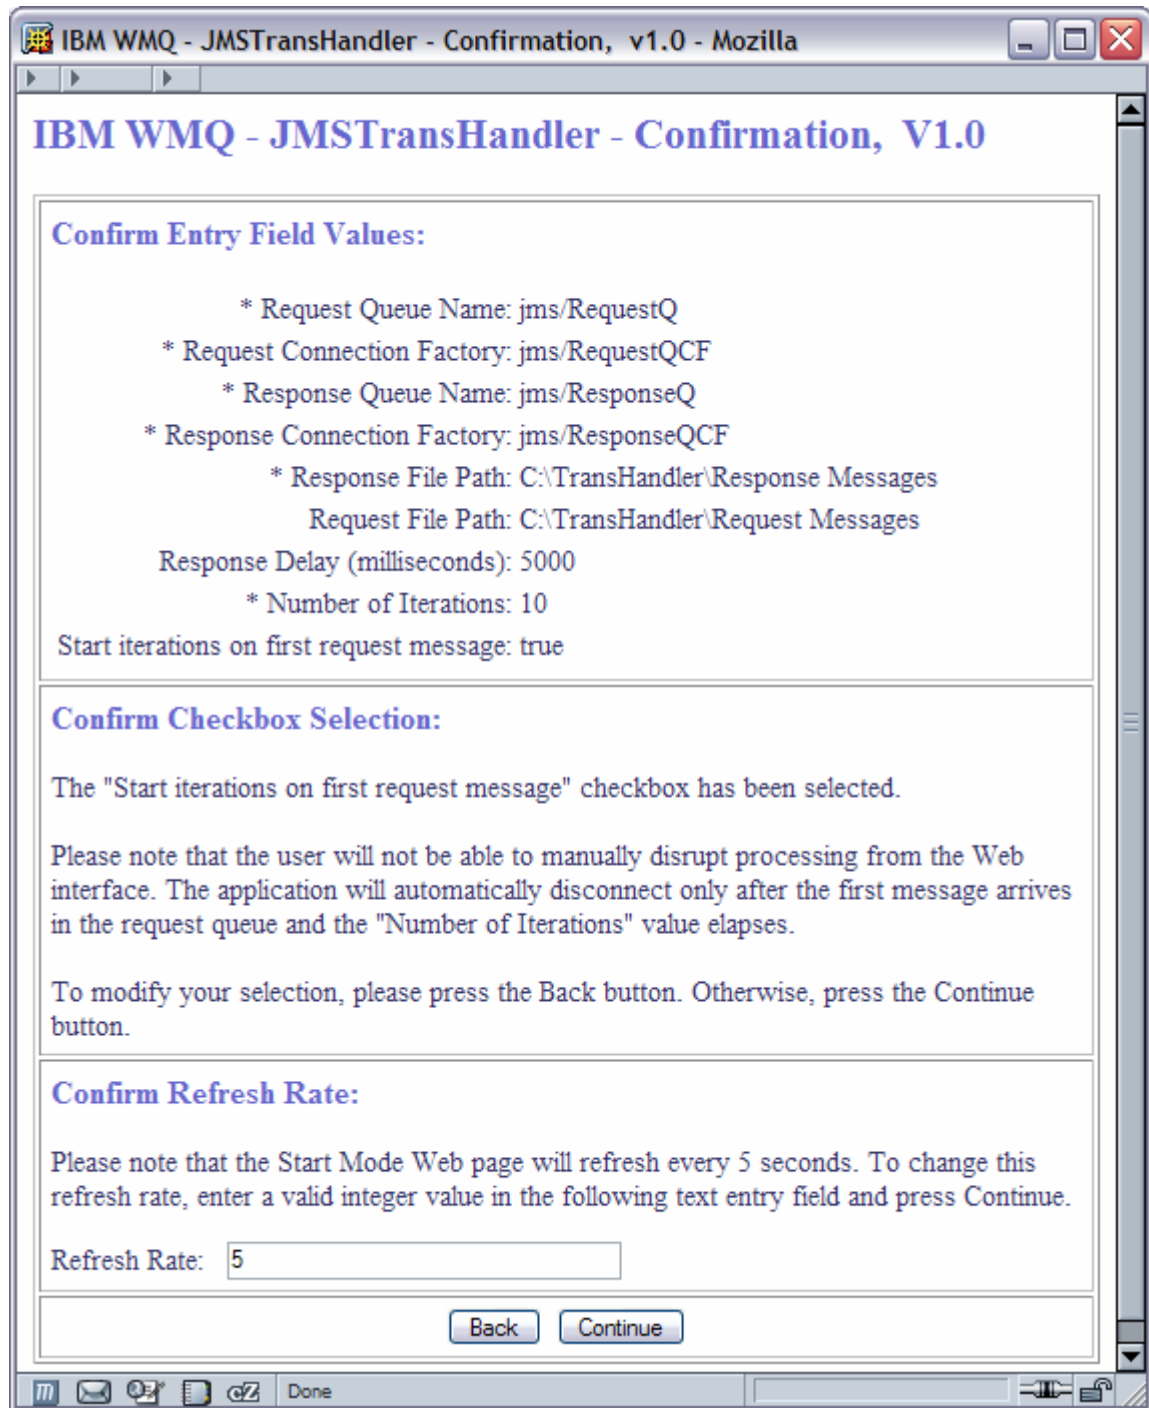 IBM WMQ - JMSTransHandler - Confirmation,  v1.0 - Mozilla
IBM WMQ - JMSTransHandler - Confirmation,  V1.0
Confirm Entry Field Values:
* Request Queue Name: jms/RequestQ
* Request Connection Factory: jms/RequestQCF
* Response Queue Name: jms/ResponseQ
* Response Connection Factory: jms/ResponseQCF
* Response File Path: C:\TransHandler\Response Messages
Request File Path: C:\TransHandler\Request Messages
Response Delay (milliseconds): 5000
* Number of Iterations: 10
Start iterations on first request message: true
Confirm Checkbox Selection:
The "Start iterations on first request message" checkbox has been selected.
Please note that the user will not be able to manually disrupt processing from the Web
interface. The application will automatically disconnect only after the first message arrives
in the request queue and the "Number of Iterations" value elapses.
To modify your selection, please press the Back button. Otherwise, press the Continue
button.
Confirm Refresh Rate:
Please note that the Start Mode Web page will refresh every 5 seconds. To change this
refresh rate, enter a valid integer value in the following text entry field and press Continue.
Refresh Rate: 5
Back Continue
Done